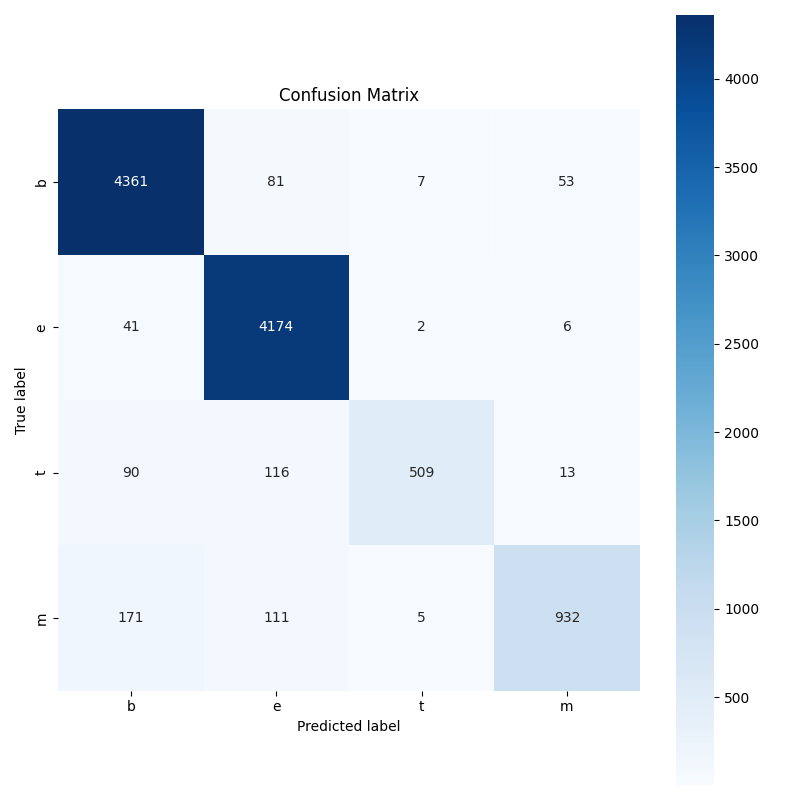 Confusion Matrix
4000
3500
3000
2500
2000
1500
1000
500
True label
b
4361 81 7 53
e
41 4174 2 6
t
90 116 509 13
m
171 111 5 932
b e t m
Predicted label